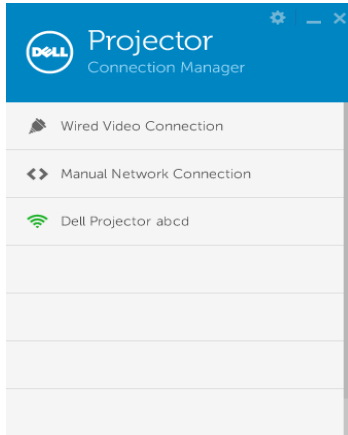 DELL
Projector
Connection Manager
Wired Video Connection
Manual Network Connection
Dell Projector abcd